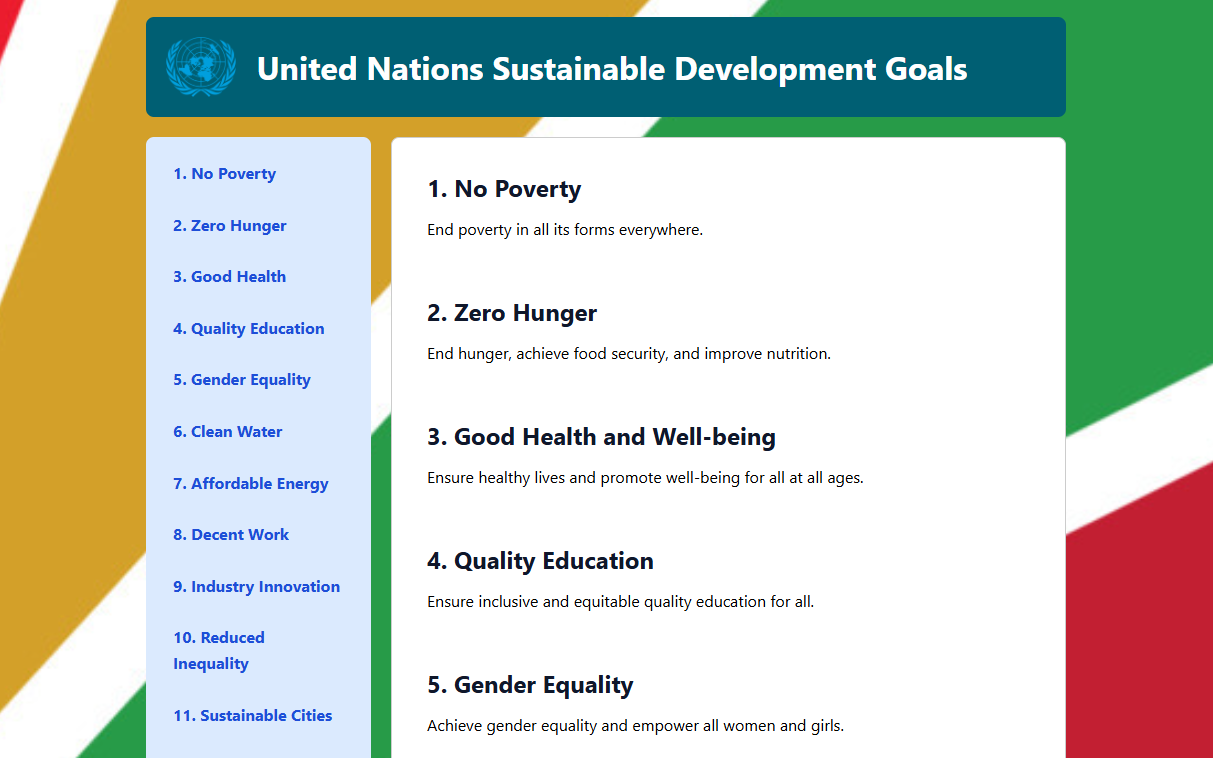 United Nations Sustainable Development Goals
1. No Poverty
2. Zero Hunger
3. Good Health
4. Quality Education
5. Gender Equality
6. Clean Water
7. Affordable Energy
8. Decent Work
9. Industry Innovation
10. Reduced
Inequality
11. Sustainable Cities
1. No Poverty
End poverty in all its forms everywhere.
2. Zero Hunger
End hunger, achieve food security, and improve nutrition.
3. Good Health and Well-being
Ensure healthy lives and promote well-being for all at all ages.
4. Quality Education
Ensure inclusive and equitable quality education for all.
5. Gender Equality
Achieve gender equality and empower all women and girls.